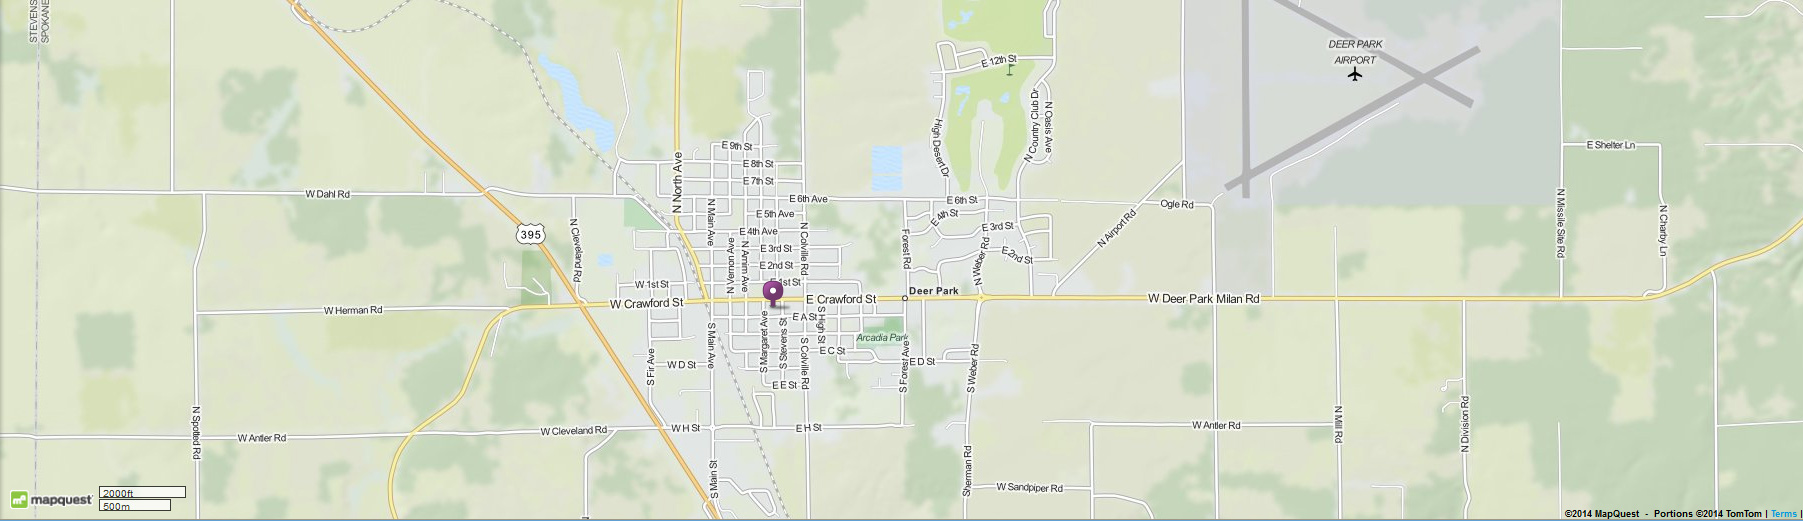 STEVENS
SPOKANE
DEER PARK
AIRPORT
E 12th St
N Country Club Dr
N Oasis Ave
High Desert Dr
E 9th St
E 8th St
E 7th St
E 6th Ave
E 6th St
E 5th Ave
E 4th Ave
E 4th St
E 3rd St
E 3rd St
E 2nd St
E 2nd St
E 1st St
W 1st St
N North Ave
N Main Ave
N Vernon Ave
N Arnim Ave
N Colville Rd
Forest Rd
N Weber Rd
N Airport Rd
Ogle Rd
E Shelter Ln
N Missile Site Rd
N Charby Ln
W Dahl Rd
395
N Cleveland Rd
W Herman Rd
W Crawford St
E Crawford St
Deer Park
W Deer Park Milan Rd
E A St
Arcadia Park
E C St
E D St
W D St
E E St
S Fir Ave
S Main Ave
S Margaret Ave
S Stevens St
S High St
S Colville Rd
S Forest Ave
S Weber Rd
N Spotted Rd
W Antler Rd
W Cleveland Rd
W H St
E H St
W Antler Rd
N Mill Rd
N Division Rd
S Main St
Sherman Rd
W Sandpiper Rd
mapquest
2000ft
500m
©2014 MapQuest - Portions ©2014 TomTom | Terms |